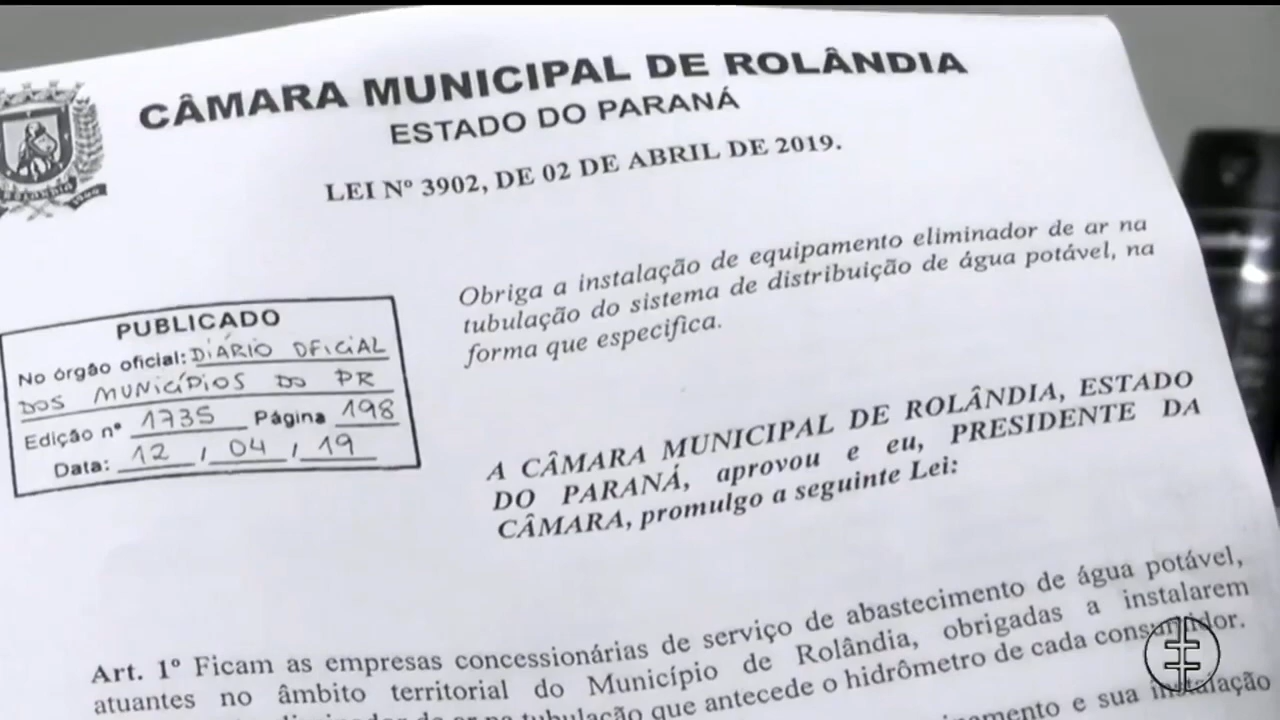 CÂMARA MUNICIPAL DE ROLÂNDIA
ESTADO DO PARANÁ
LEI Nº 3902, DE 02 DE ABRIL DE 2019.
Obriga a instalação de equipamento eliminador de ar na
tubulação do sistema de distribuição de água potável, na
forma que especifica.
PUBLICADO
No órgão oficial: DIÁRIO OFICIAL
DOS MUNICÍPIOS DO PR
Edição nº 1735 Página 198
Data: 12 / 04 / 19
A CÂMARA MUNICIPAL DE ROLÂNDIA, ESTADO
DO PARANÁ, aprovou e eu, PRESIDENTE DA
CÂMARA, promulgo a seguinte Lei:
Art. 1º Ficam as empresas concessionárias de serviço de abastecimento de água potável,
atuantes no âmbito territorial do Município de Rolândia, obrigadas a instalarem
de ar na tubulação que antecede o hidrômetro de cada consumidor.
e sua instalação